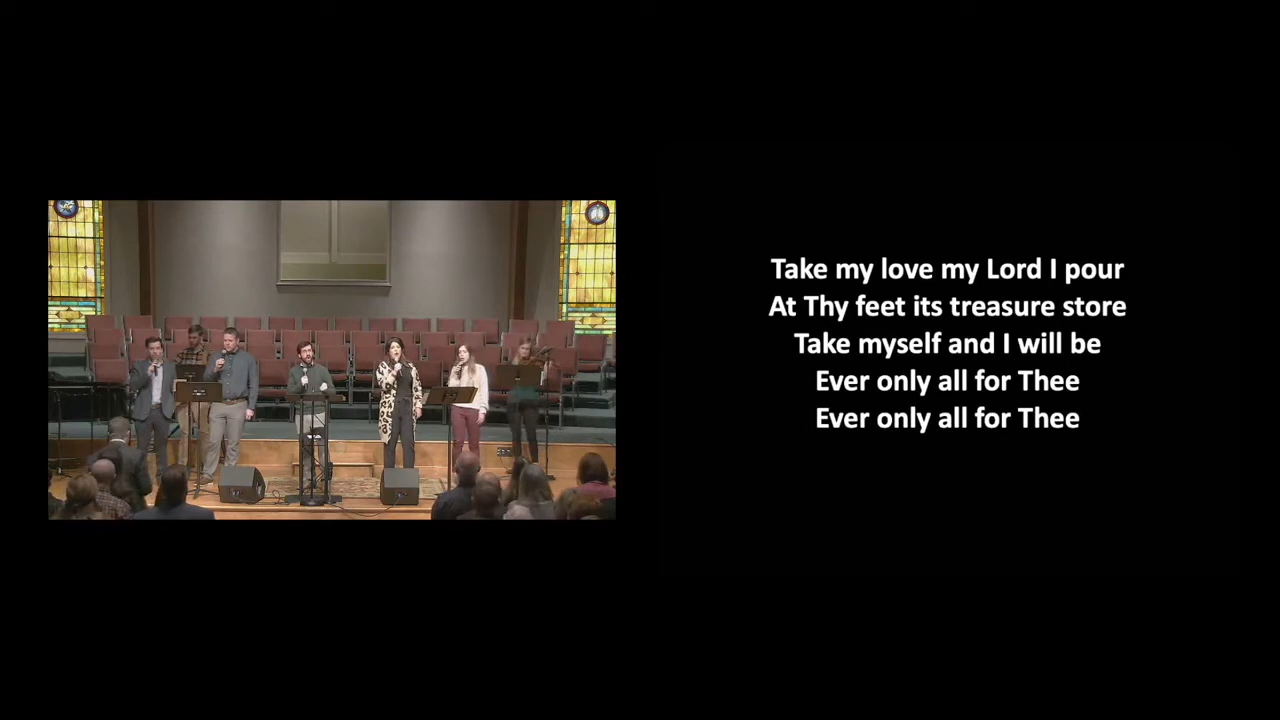 Take my love my Lord I pour
At Thy feet its treasure store
Take myself and I will be
Ever only all for Thee
Ever only all for Thee